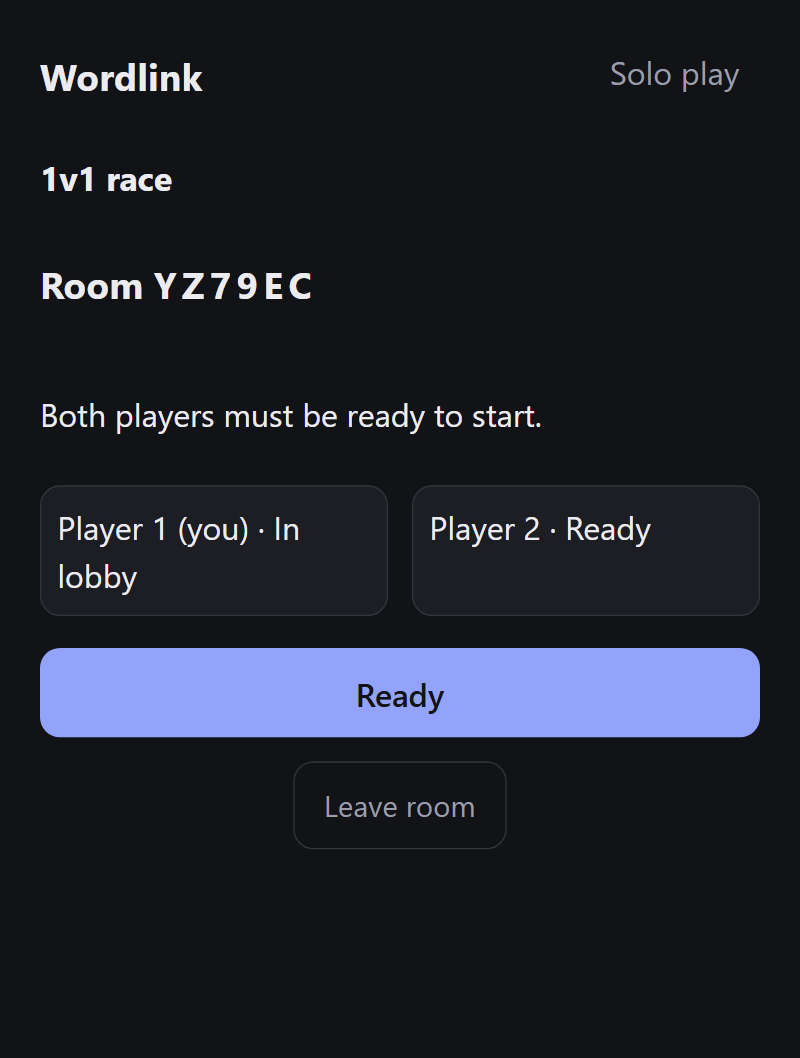 Wordlink
Solo play
1v1 race
Room YZ79EC
Both players must be ready to start.
Player 1 (you) · In
lobby
Player 2 · Ready
Ready
Leave room